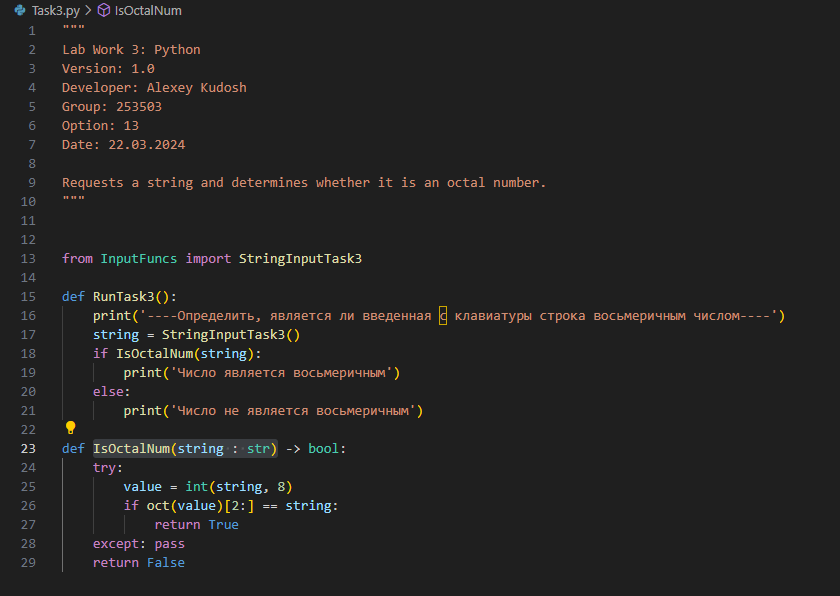 Task3.py > IsOctalNum
1 """
2 Lab Work 3: Python
3 Version: 1.0
4 Developer: Alexey Kudosh
5 Group: 253503
6 Option: 13
7 Date: 22.03.2024
8
9 Requests a string and determines whether it is an octal number.
10 """
11
12
13 from InputFuncs import StringInputTask3
14
15 def RunTask3():
16     print('----Определить, является ли введенная с клавиатуры строка восьмеричным числом----')
17     string = StringInputTask3()
18     if IsOctalNum(string):
19         print('Число является восьмеричным')
20     else:
21         print('Число не является восьмеричным')
22
23 def IsOctalNum(string : str) -> bool:
24     try:
25         value = int(string, 8)
26         if oct(value)[2:] == string:
27             return True
28     except: pass
29     return False